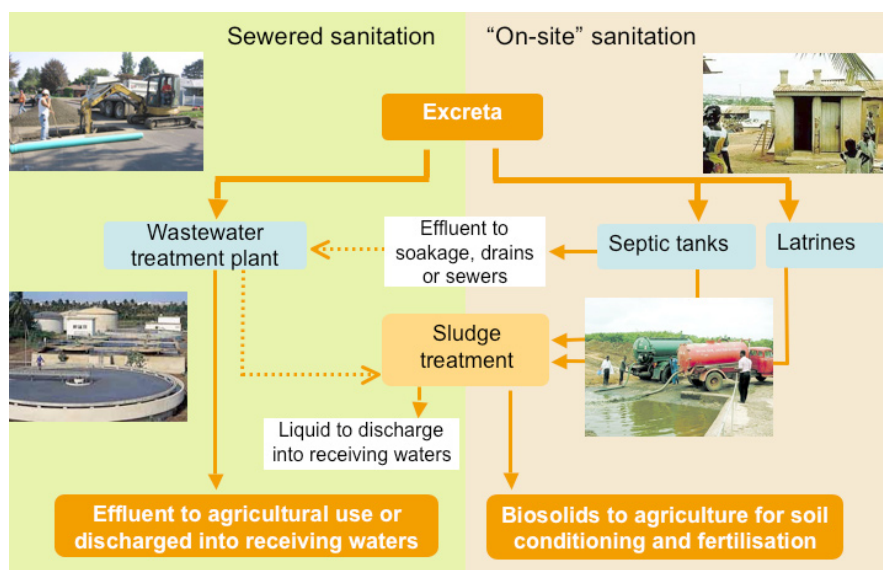 Sewered sanitation
“On-site” sanitation
Excreta
Wastewater
treatment plant
Effluent to
soakage, drains
or sewers
Septic tanks
Latrines
Sludge
treatment
Liquid to discharge
into receiving waters
Effluent to agricultural use or
discharged into receiving waters
Biosolids to agriculture for soil
conditioning and fertilisation